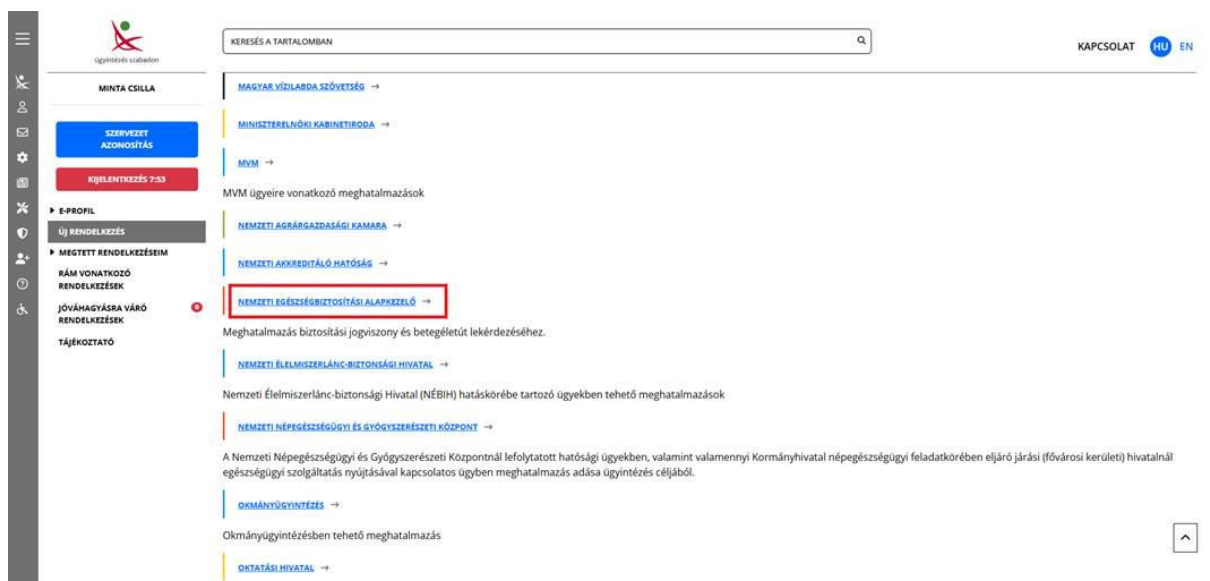 ügyintézés szabadon
KERESÉS A TARTALOMBAN
KAPCSOLAT HU EN
MINTA CSILLA
SZERVEZET
AZONOSÍTÁS
KIJELENTKEZÉS 7:53
E-PROFIL
ÚJ RENDELKEZÉS
MEGTETT RENDELKEZÉSEIM
RÁM VONATKOZÓ
RENDELKEZÉSEK
JÓVÁHAGYÁSRA VÁRÓ
RENDELKEZÉSEK
0
TÁJÉKOZTATÓ
MAGYAR VÍZILABDA SZÖVETSÉG →
MINISZTERELNÖKI KABINETIRODA →
MVM →
MVM ügyeire vonatkozó meghatalmazások
NEMZETI AGRÁRGAZDASÁGI KAMARA →
NEMZETI AKKREDITÁLÓ HATÓSÁG →
NEMZETI EGÉSZSÉGBIZTOSÍTÁSI ALAPKEZELŐ →
Meghatalmazás biztosítási jogviszony és betegéletút lekérdezéséhez.
NEMZETI ÉLELMISZERLÁNC-BIZTONSÁGI HIVATAL →
Nemzeti Élelmiszerlánc-biztonsági Hivatal (NÉBIH) hatáskörébe tartozó ügyekben tehető meghatalmazások
NEMZETI NÉPEGÉSZSÉGÜGYI ÉS GYÓGYSZERÉSZETI KÖZPONT →
A Nemzeti Népegészségügyi és Gyógyszerészeti Központnál lefolytatott hatósági ügyekben, valamint valamennyi Kormányhivatal népegészségügyi feladatkörében eljáró járási (fővárosi kerületi) hivatalnál
egészségügyi szolgáltatás nyújtásával kapcsolatos ügyben meghatalmazás adása ügyintézés céljából.
OKMÁNYÜGYINTÉZÉS →
Okmányügyintézésben tehető meghatalmazás
OKTATÁSI HIVATAL →